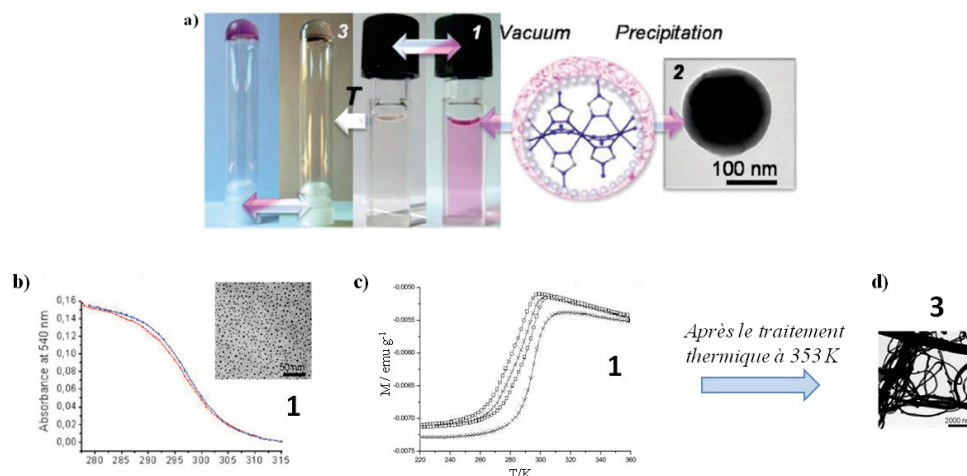 a)
3
1
Vacuum
Precipitation
2
T
100 nm
b)
c)
d)
0,16
0,14
0,12
0,10
0,08
0,06
0,04
0,02
0,00
Absorbance at 540 nm
50nm
1
280 285 290 295 300 305 310 315
-0.0050
-0.0055
-0.0060
-0.0065
-0.0070
-0.0075
M / emu g⁻¹
1
220 240 260 280 300 320 340 360
T/K
Après le traitement
thermique à 353 K
3
2000 nm